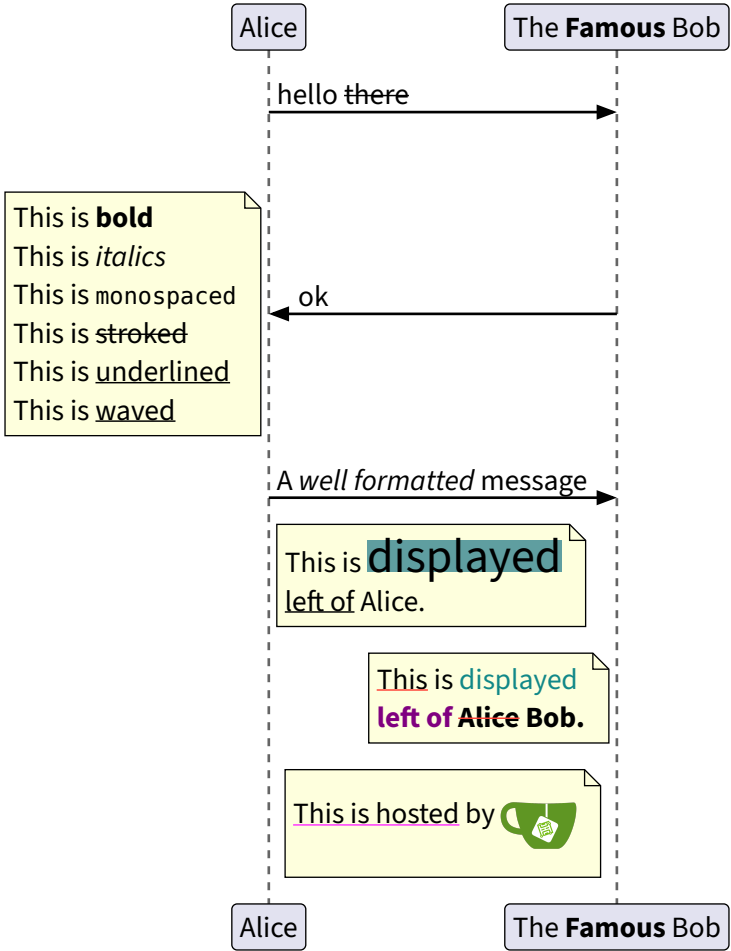 Alice
The Famous Bob
hello there
This is bold
This is italics
This is monospaced
This is stroked
This is underlined
This is waved
ok
A well formatted message
This is displayed
left of Alice.
This is displayed
left of Alice Bob.
This is hosted by
Alice
The Famous Bob